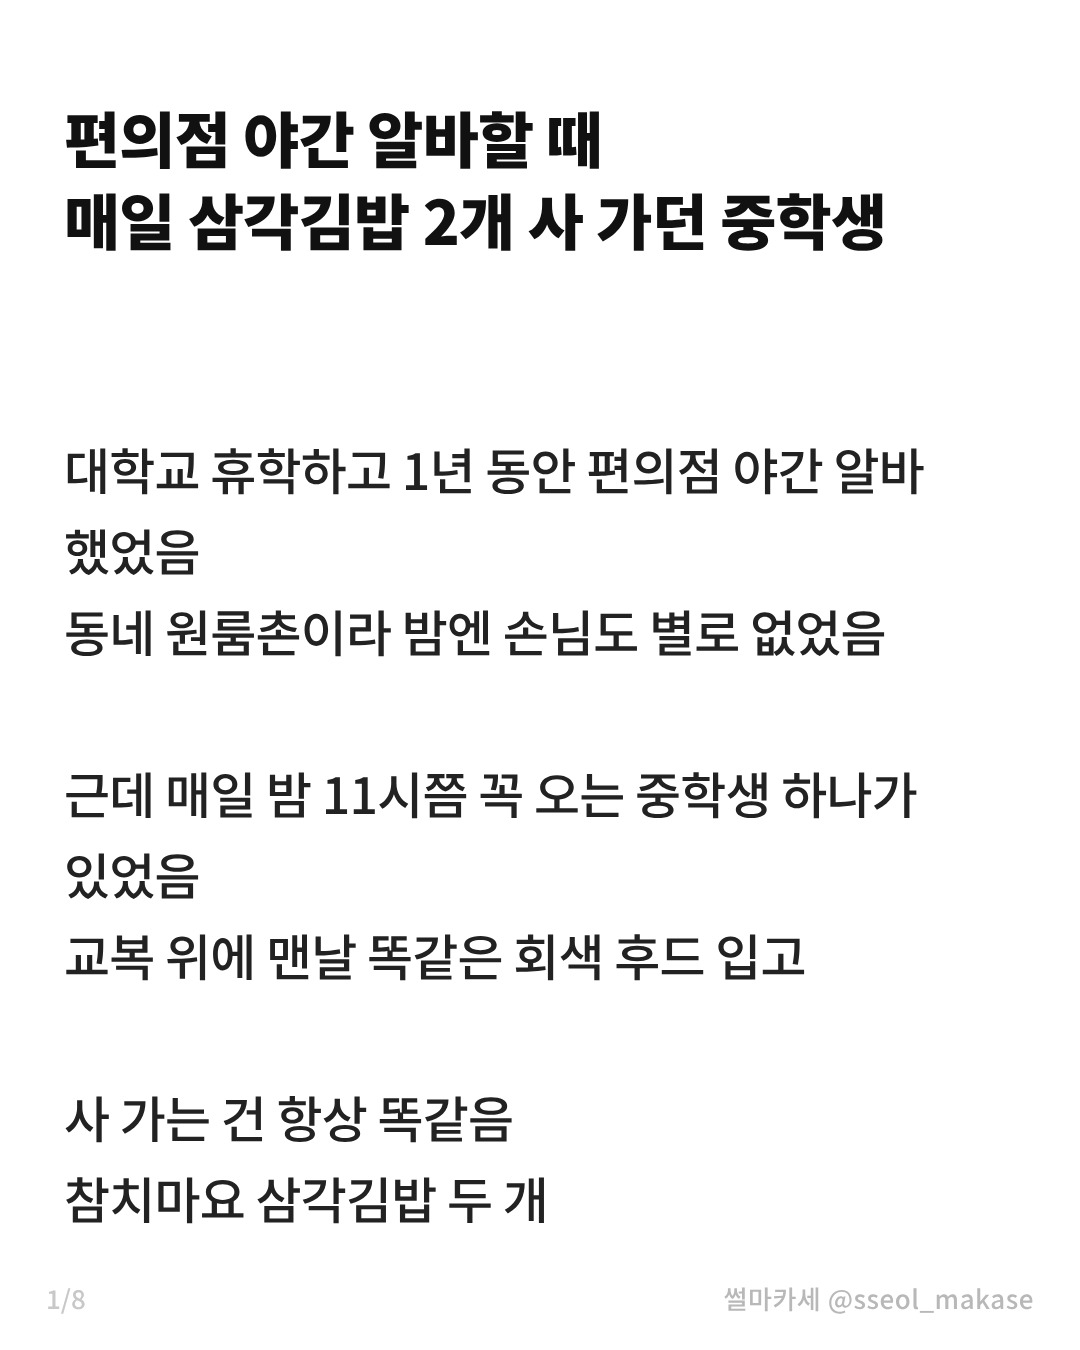 편의점 야간 알바할 때
매일 삼각김밥 2개 사 가던 중학생
대학교 휴학하고 1년 동안 편의점 야간 알바
했었음
동네 원룸촌이라 밤엔 손님도 별로 없었음
근데 매일 밤 11시쯤 꼭 오는 중학생 하나가
있었음
교복 위에 맨날 똑같은 회색 후드 입고
사 가는 건 항상 똑같음
참치마요 삼각김밥 두 개
1/8
썰마카세 @sseol_makase